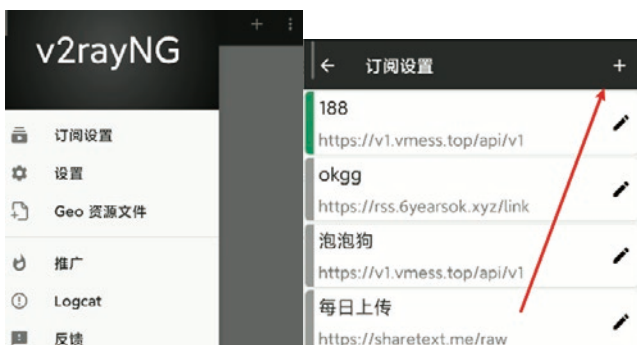 v2rayNG
订阅设置
设置
Geo 资源文件
推广
Logcat
反馈
订阅设置
188
https://v1.vmess.top/api/v1
okgg
https://rss.6yearsok.xyz/link
泡泡狗
https://v1.vmess.top/api/v1
每日上传
https://sharetext.me/raw